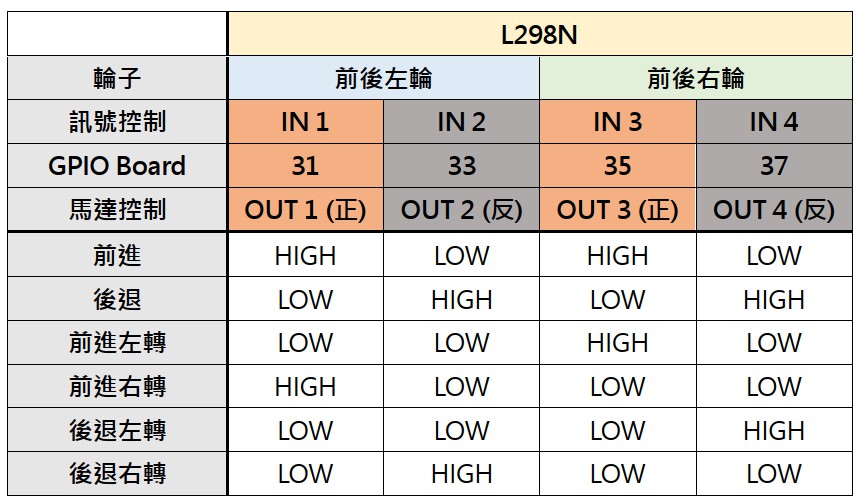 L298N
輪子 前後左輪 前後右輪
訊號控制 IN 1 IN 2 IN 3 IN 4
GPIO Board 31 33 35 37
馬達控制 OUT 1 (正) OUT 2 (反) OUT 3 (正) OUT 4 (反)
前進 HIGH LOW HIGH LOW
後退 LOW HIGH LOW HIGH
前進左轉 LOW LOW HIGH LOW
前進右轉 HIGH LOW LOW LOW
後退左轉 LOW LOW LOW HIGH
後退右轉 LOW HIGH LOW LOW